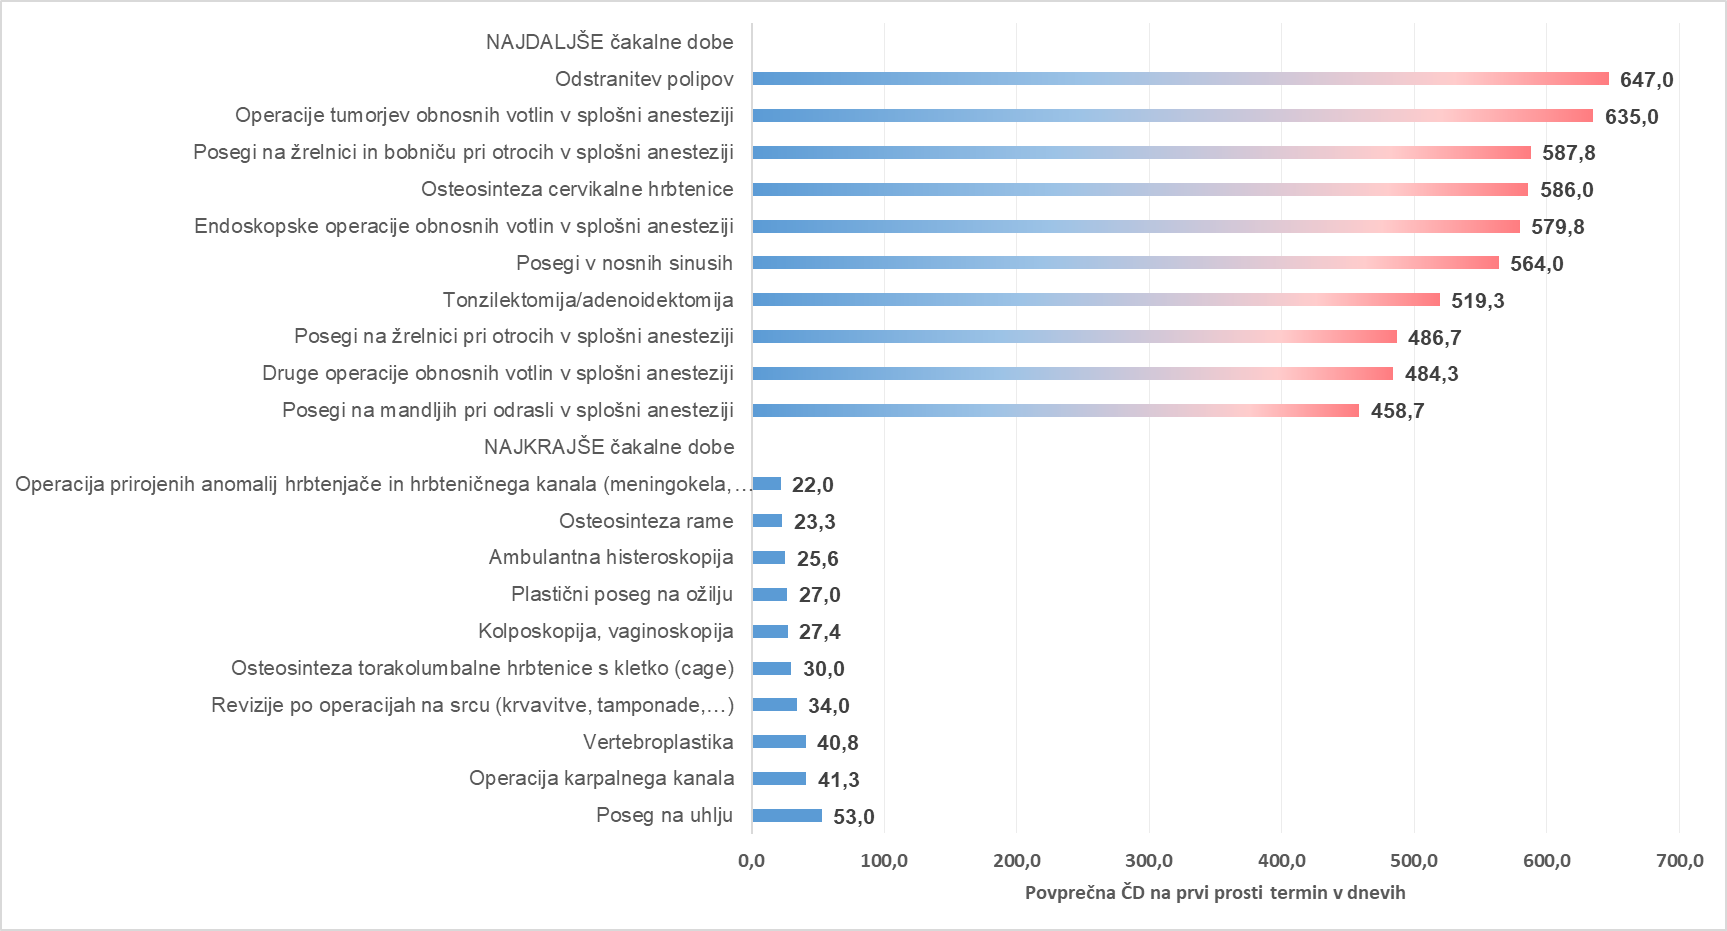 NAJDALJŠE čakalne dobe
Odstranitev polipov 647,0
Operacije tumorjev obnosnih votlin v splošni anesteziji 635,0
Posegi na žrelnici in bobniču pri otrocih v splošni anesteziji 587,8
Osteosinteza cervikalne hrbtenice 586,0
Endoskopske operacije obnosnih votlin v splošni anesteziji 579,8
Posegi v nosnih sinusih 564,0
Tonzilektomija/adenoidektomija 519,3
Posegi na žrelnici pri otrocih v splošni anesteziji 486,7
Druge operacije obnosnih votlin v splošni anesteziji 484,3
Posegi na mandljih pri odrasli v splošni anesteziji 458,7
NAJKRAJŠE čakalne dobe
Operacija prirojenih anomalij hrbtenjače in hrbteničnega kanala (meningokela,… 22,0
Osteosinteza rame 23,3
Ambulantna histeroskopija 25,6
Plastični poseg na ožilju 27,0
Kolposkopija, vaginoskopija 27,4
Osteosinteza torakolumbalne hrbtenice s kletko (cage) 30,0
Revizije po operacijah na srcu (krvavitve, tamponade,…) 34,0
Vertebroplastika 40,8
Operacija karpalnega kanala 41,3
Poseg na uhlju 53,0
0,0 100,0 200,0 300,0 400,0 500,0 600,0 700,0
Povprečna ČD na prvi prosti termin v dnevih